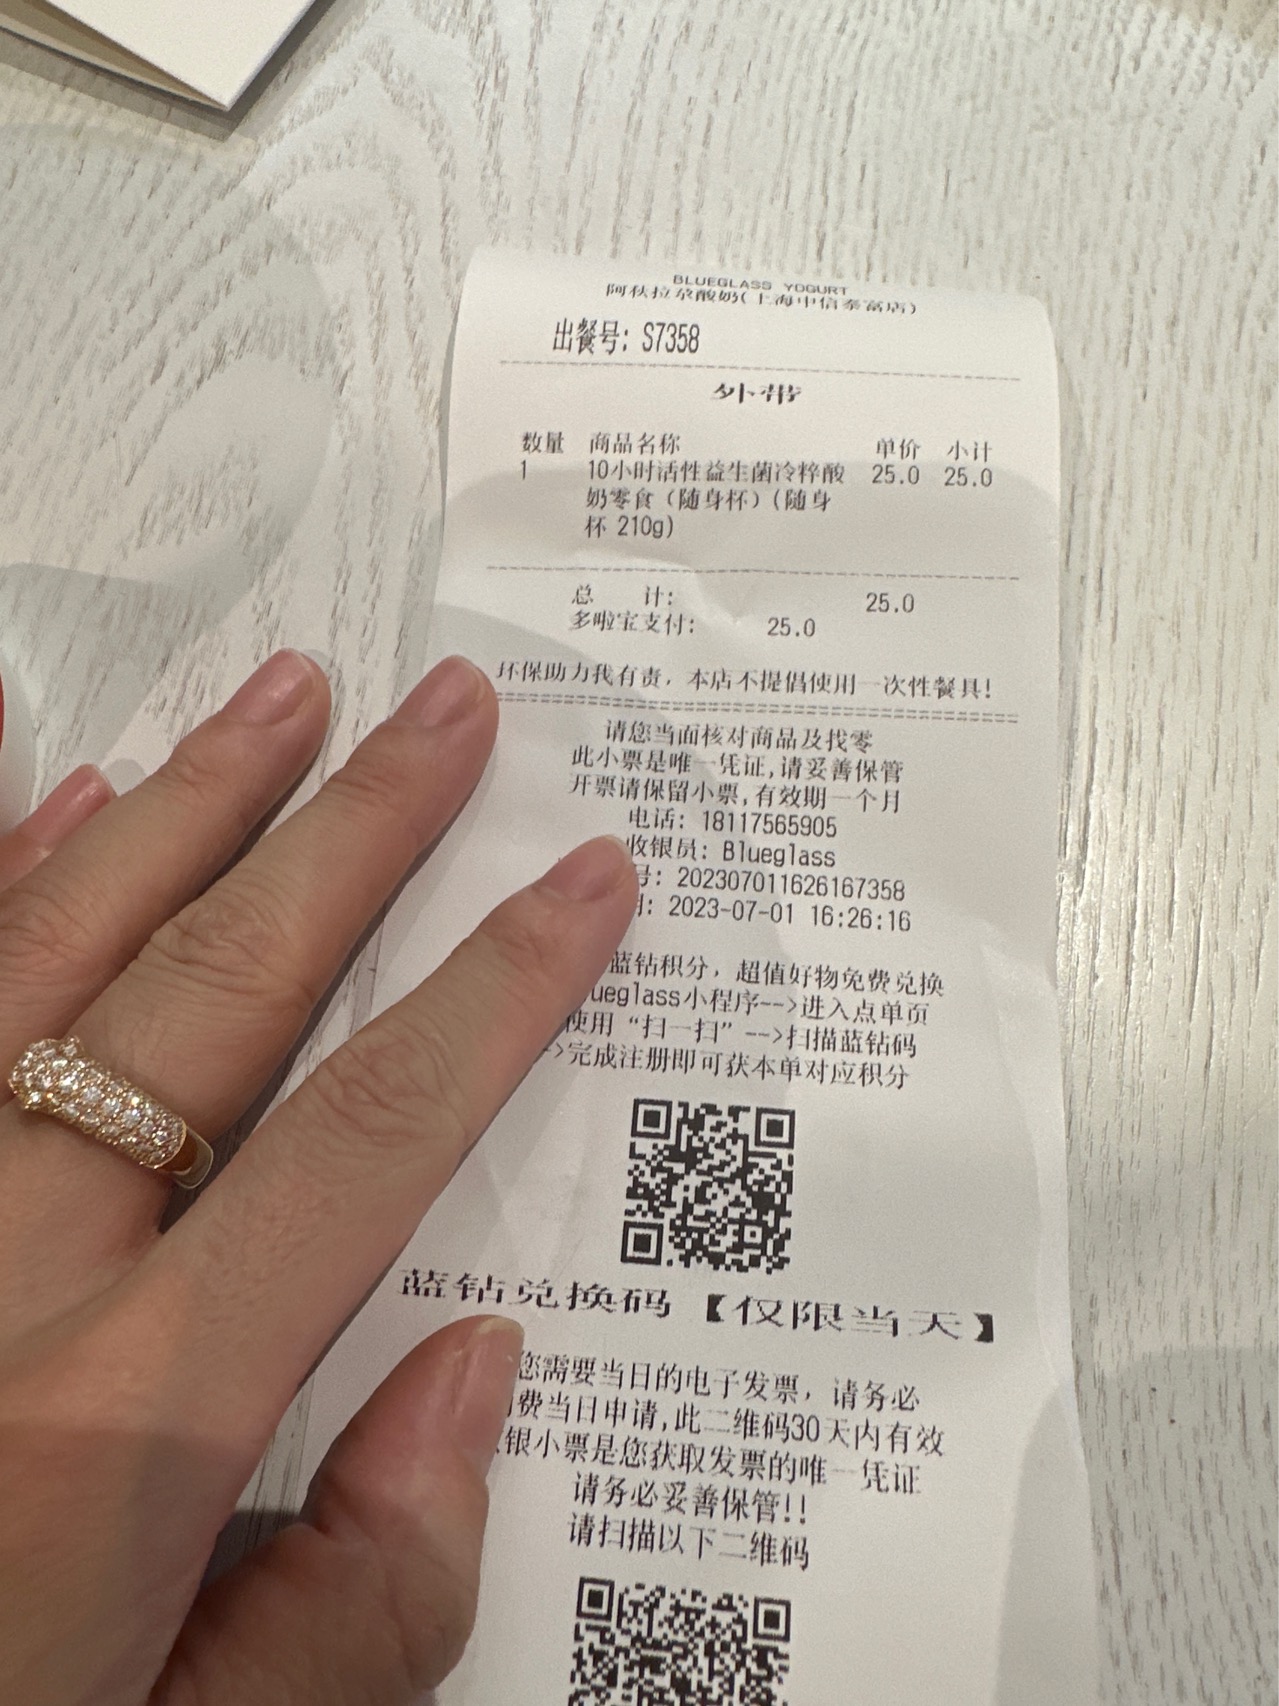 BLUEGLASS YOGURT
阿秋拉尕酸奶(上海中信泰富店)
出餐号: S7358
外带
数量 商品名称 单价 小计
1 10小时活性益生菌冷粹酸 25.0 25.0
奶零食（随身杯）(随身
杯 210g)
总 计: 25.0
多啦宝支付: 25.0
环保助力我有责，本店不提倡使用一次性餐具!
请您当面核对商品及找零
此小票是唯一凭证,请妥善保管
开票请保留小票,有效期一个月
电话: 18117565905
收银员: Blueglass
号: 202307011626167358
期: 2023-07-01 16:26:16
蓝钻积分，超值好物免费兑换
ueglass小程序-->进入点单页
使用“扫一扫”-->扫描蓝钻码
->完成注册即可获本单对应积分
蓝钻兑换码【仅限当天】
您需要当日的电子发票，请务必
费当日申请,此二维码30天内有效
银小票是您获取发票的唯一凭证
请务必妥善保管!!
请扫描以下二维码